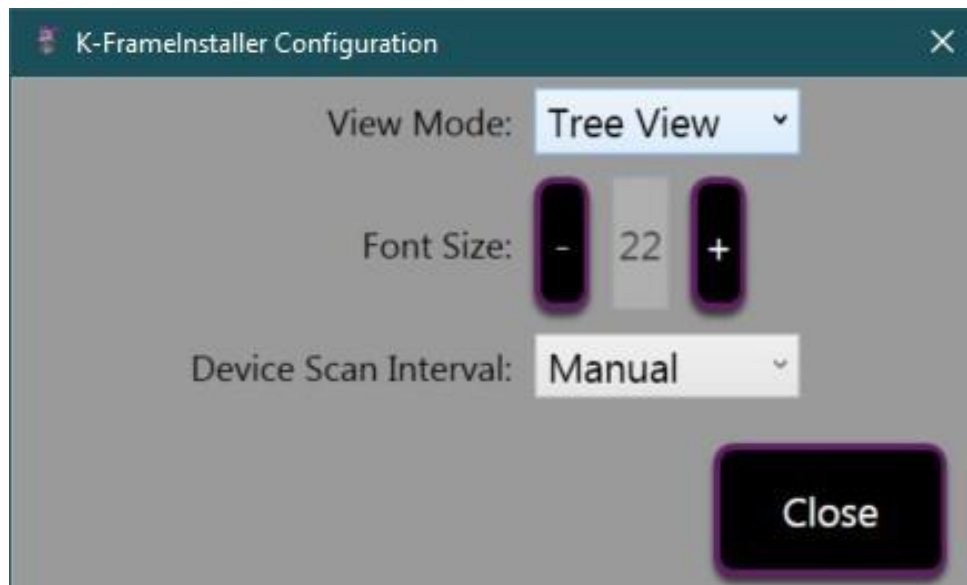 K-FrameInstaller Configuration
View Mode: Tree View
Font Size: - 22 +
Device Scan Interval: Manual
Close